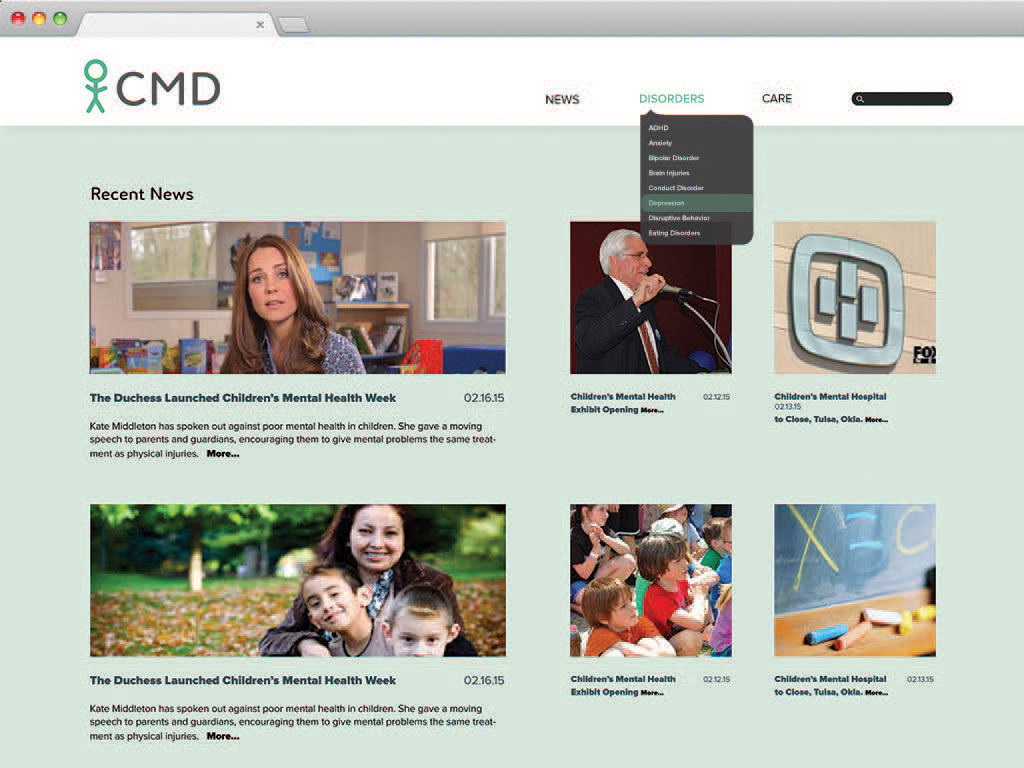 CMD
NEWS
DISORDERS
CARE
ADHD
Anxiety
Bipolar Disorder
Brain Injuries
Conduct Disorder
Depression
Disruptive Behavior
Eating Disorders
Recent News
FOX
The Duchess Launched Children's Mental Health Week 02.16.15
Kate Middleton has spoken out against poor mental health in children. She gave a moving
speech to parents and guardians, encouraging them to give mental problems the same treat-
ment as physical injuries. More...
Children's Mental Health 02.12.15
Exhibit Opening More...
Children's Mental Hospital
02.13.15
to Close, Tulsa, Okla. More...
The Duchess Launched Children's Mental Health Week 02.16.15
Kate Middleton has spoken out against poor mental health in children. She gave a moving
speech to parents and guardians, encouraging them to give mental problems the same treat-
ment as physical injuries. More...
Children's Mental Health 02.12.15
Exhibit Opening More...
Children's Mental Hospital 02.13.15
to Close, Tulsa, Okla. More...